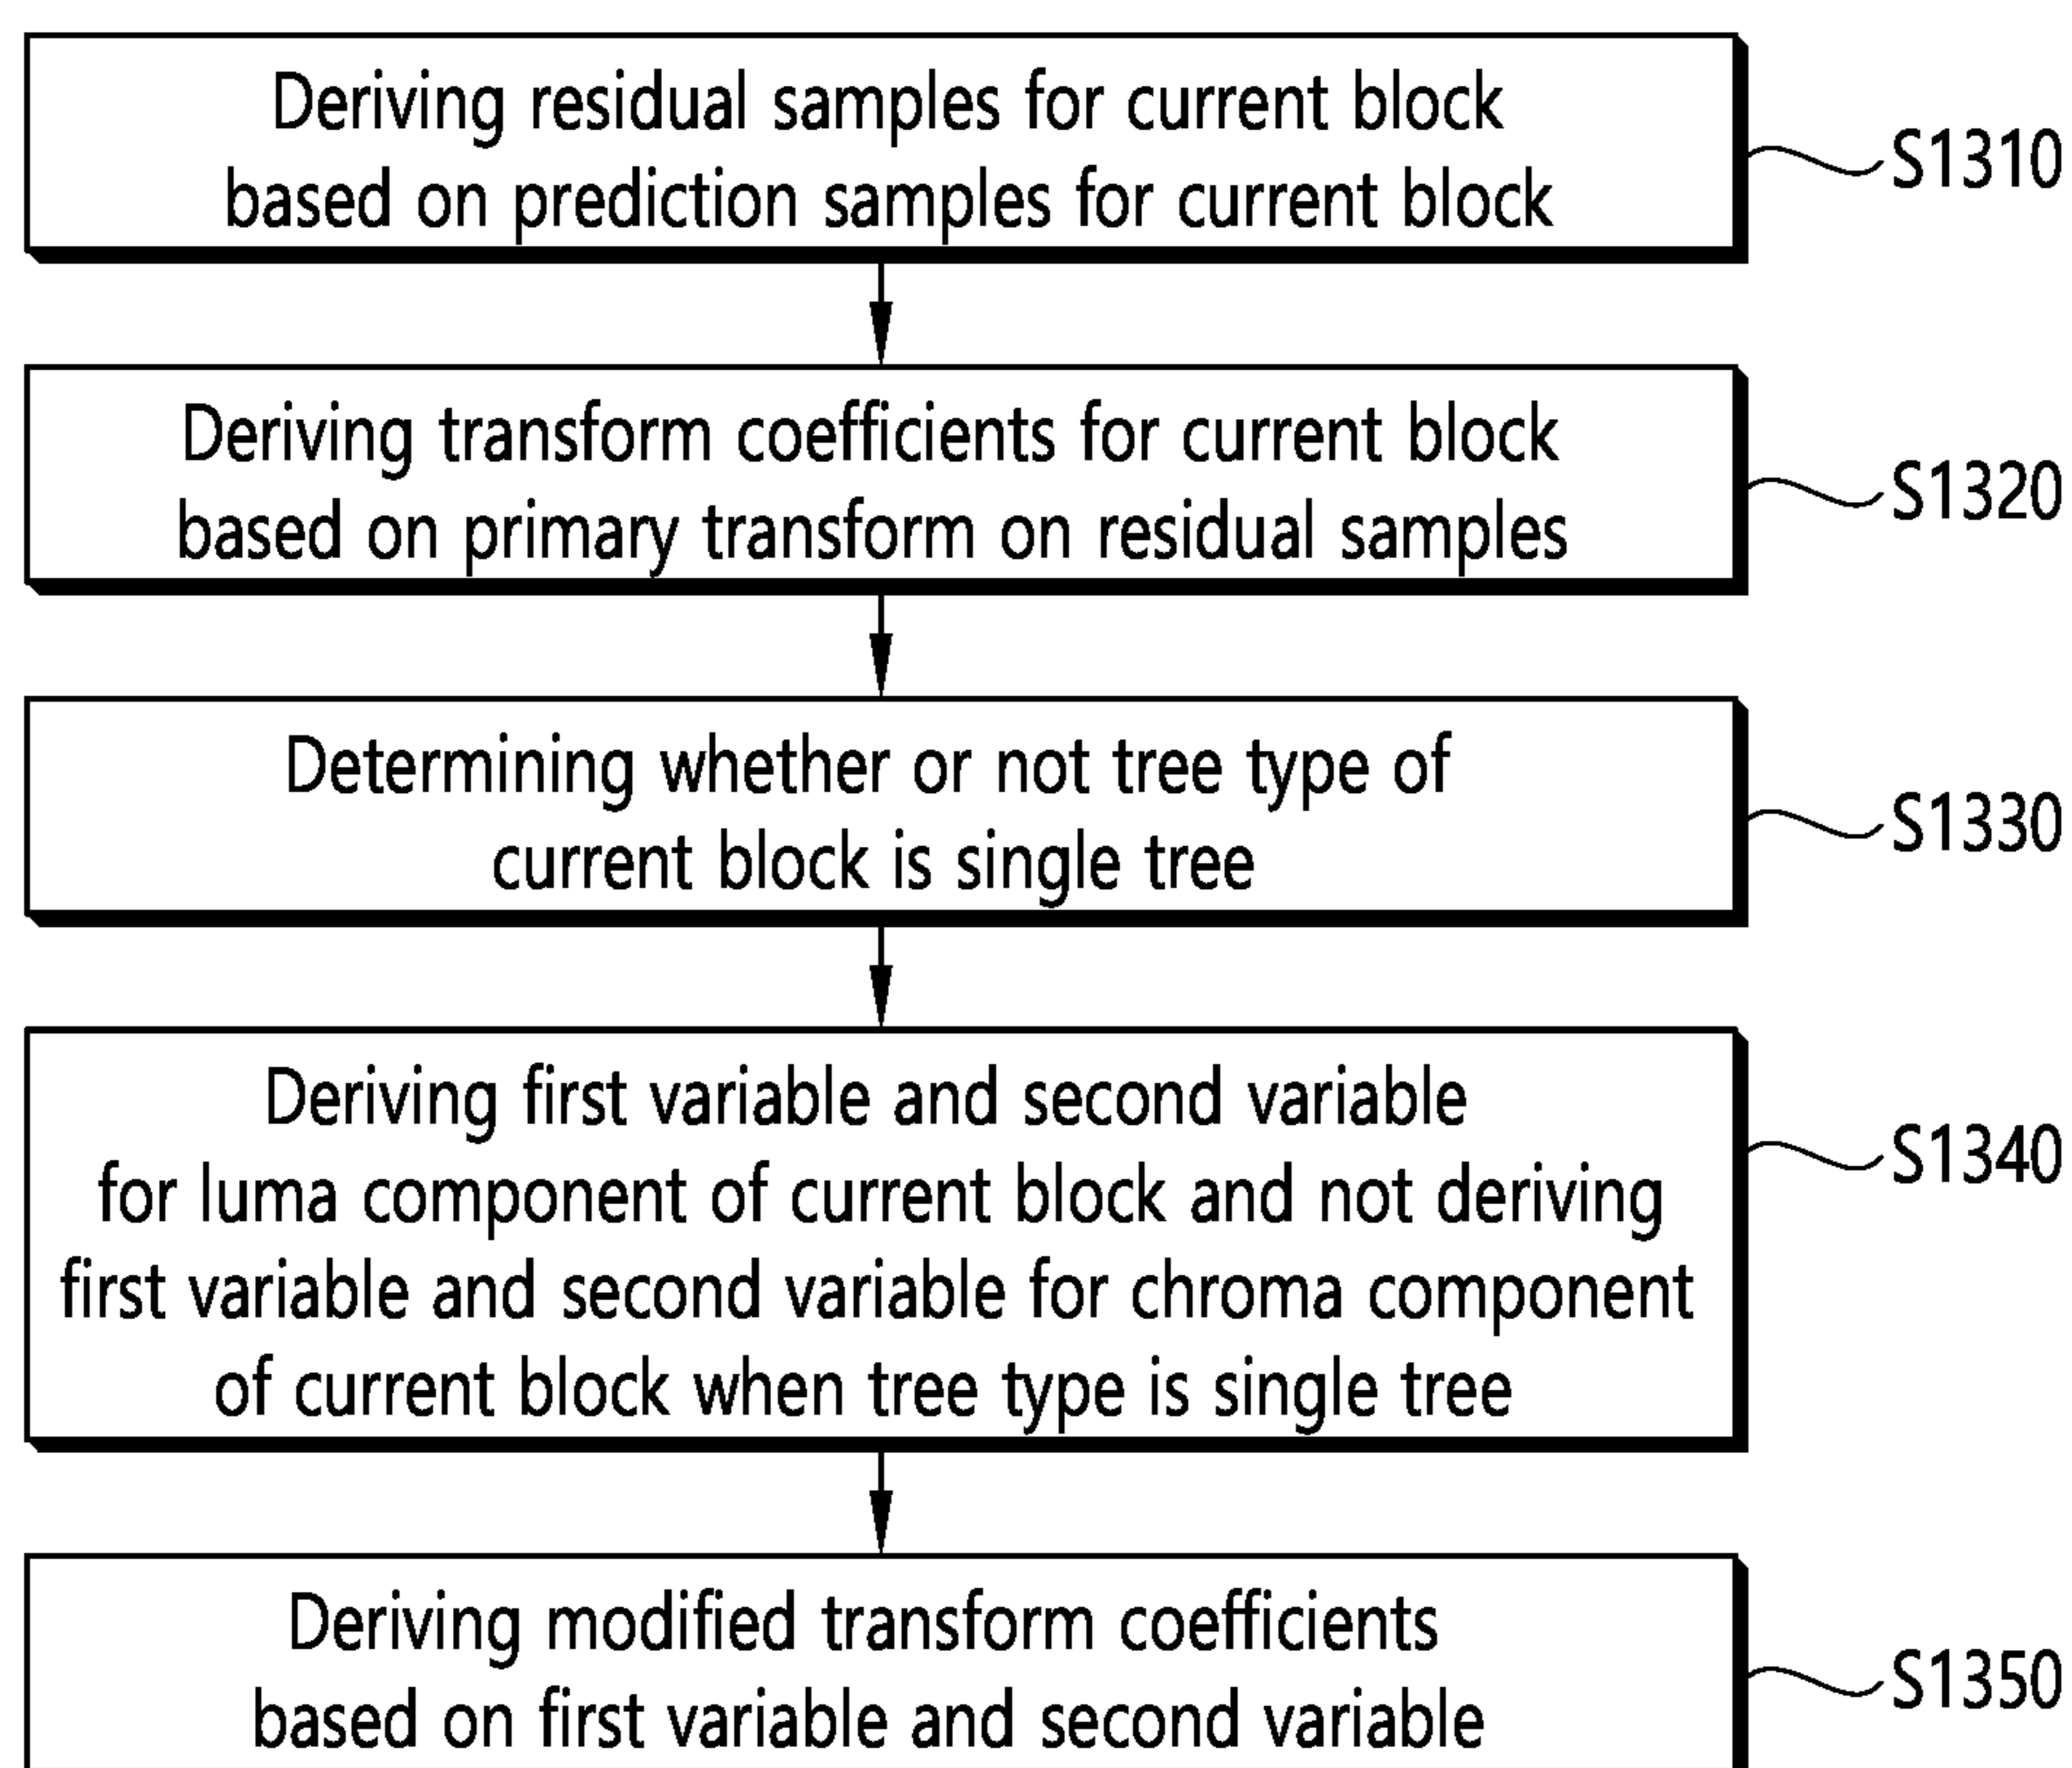 Deriving residual samples for current block
based on prediction samples for current block
S1310
Deriving transform coefficients for current block
based on primary transform on residual samples
S1320
Determining whether or not tree type of
current block is single tree
S1330
Deriving first variable and second variable
for luma component of current block and not deriving
first variable and second variable for chroma component
of current block when tree type is single tree
S1340
Deriving modified transform coefficients
based on first variable and second variable
S1350